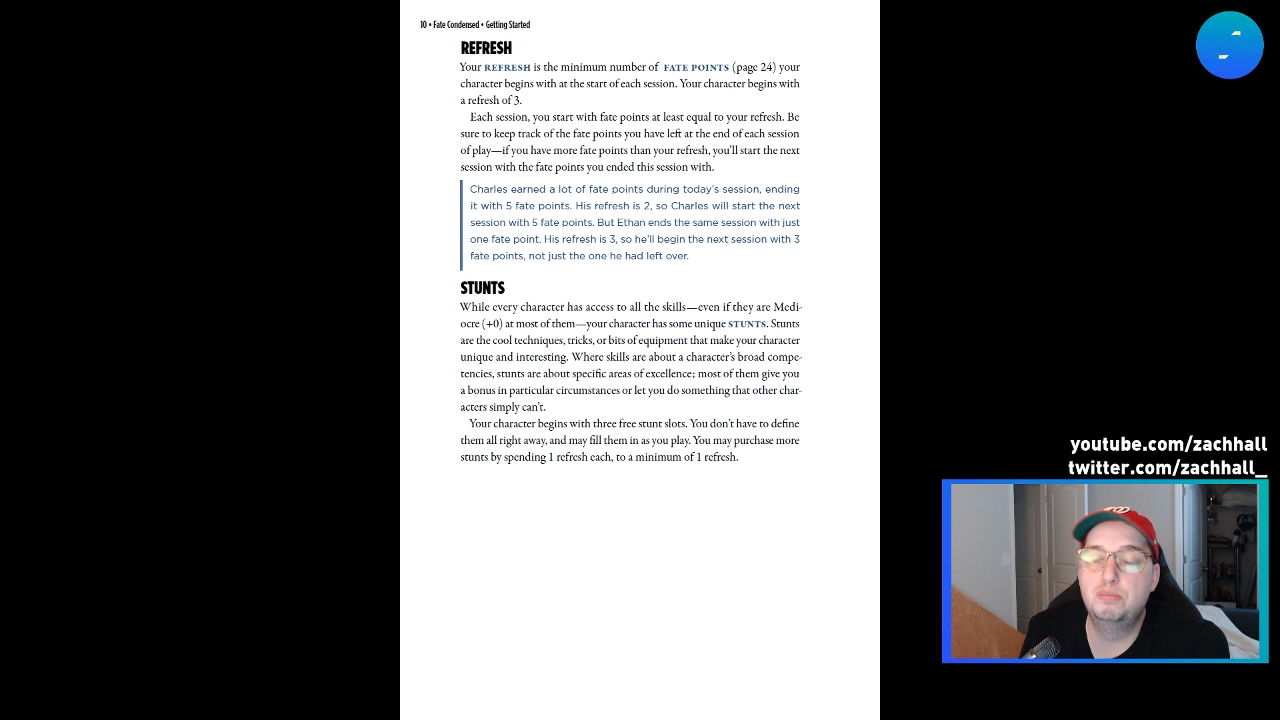 10 • Fate Condensed • Getting Started
REFRESH
Your REFRESH is the minimum number of FATE POINTS (page 24) your
character begins with at the start of each session. Your character begins with
a refresh of 3.
Each session, you start with fate points at least equal to your refresh. Be
sure to keep track of the fate points you have left at the end of each session
of play—if you have more fate points than your refresh, you'll start the next
session with the fate points you ended this session with.
Charles earned a lot of fate points during today's session, ending
it with 5 fate points. His refresh is 2, so Charles will start the next
session with 5 fate points. But Ethan ends the same session with just
one fate point. His refresh is 3, so he'll begin the next session with 3
fate points, not just the one he had left over.
STUNTS
While every character has access to all the skills—even if they are Medi-
ocre (+0) at most of them—your character has some unique STUNTS. Stunts
are the cool techniques, tricks, or bits of equipment that make your character
unique and interesting. Where skills are about a character's broad compe-
tencies, stunts are about specific areas of excellence; most of them give you
a bonus in particular circumstances or let you do something that other char-
acters simply can't.
Your character begins with three free stunt slots. You don't have to define
them all right away, and may fill them in as you play. You may purchase more
stunts by spending 1 refresh each, to a minimum of 1 refresh.
youtube.com/zachhall
twitter.com/zachhall_